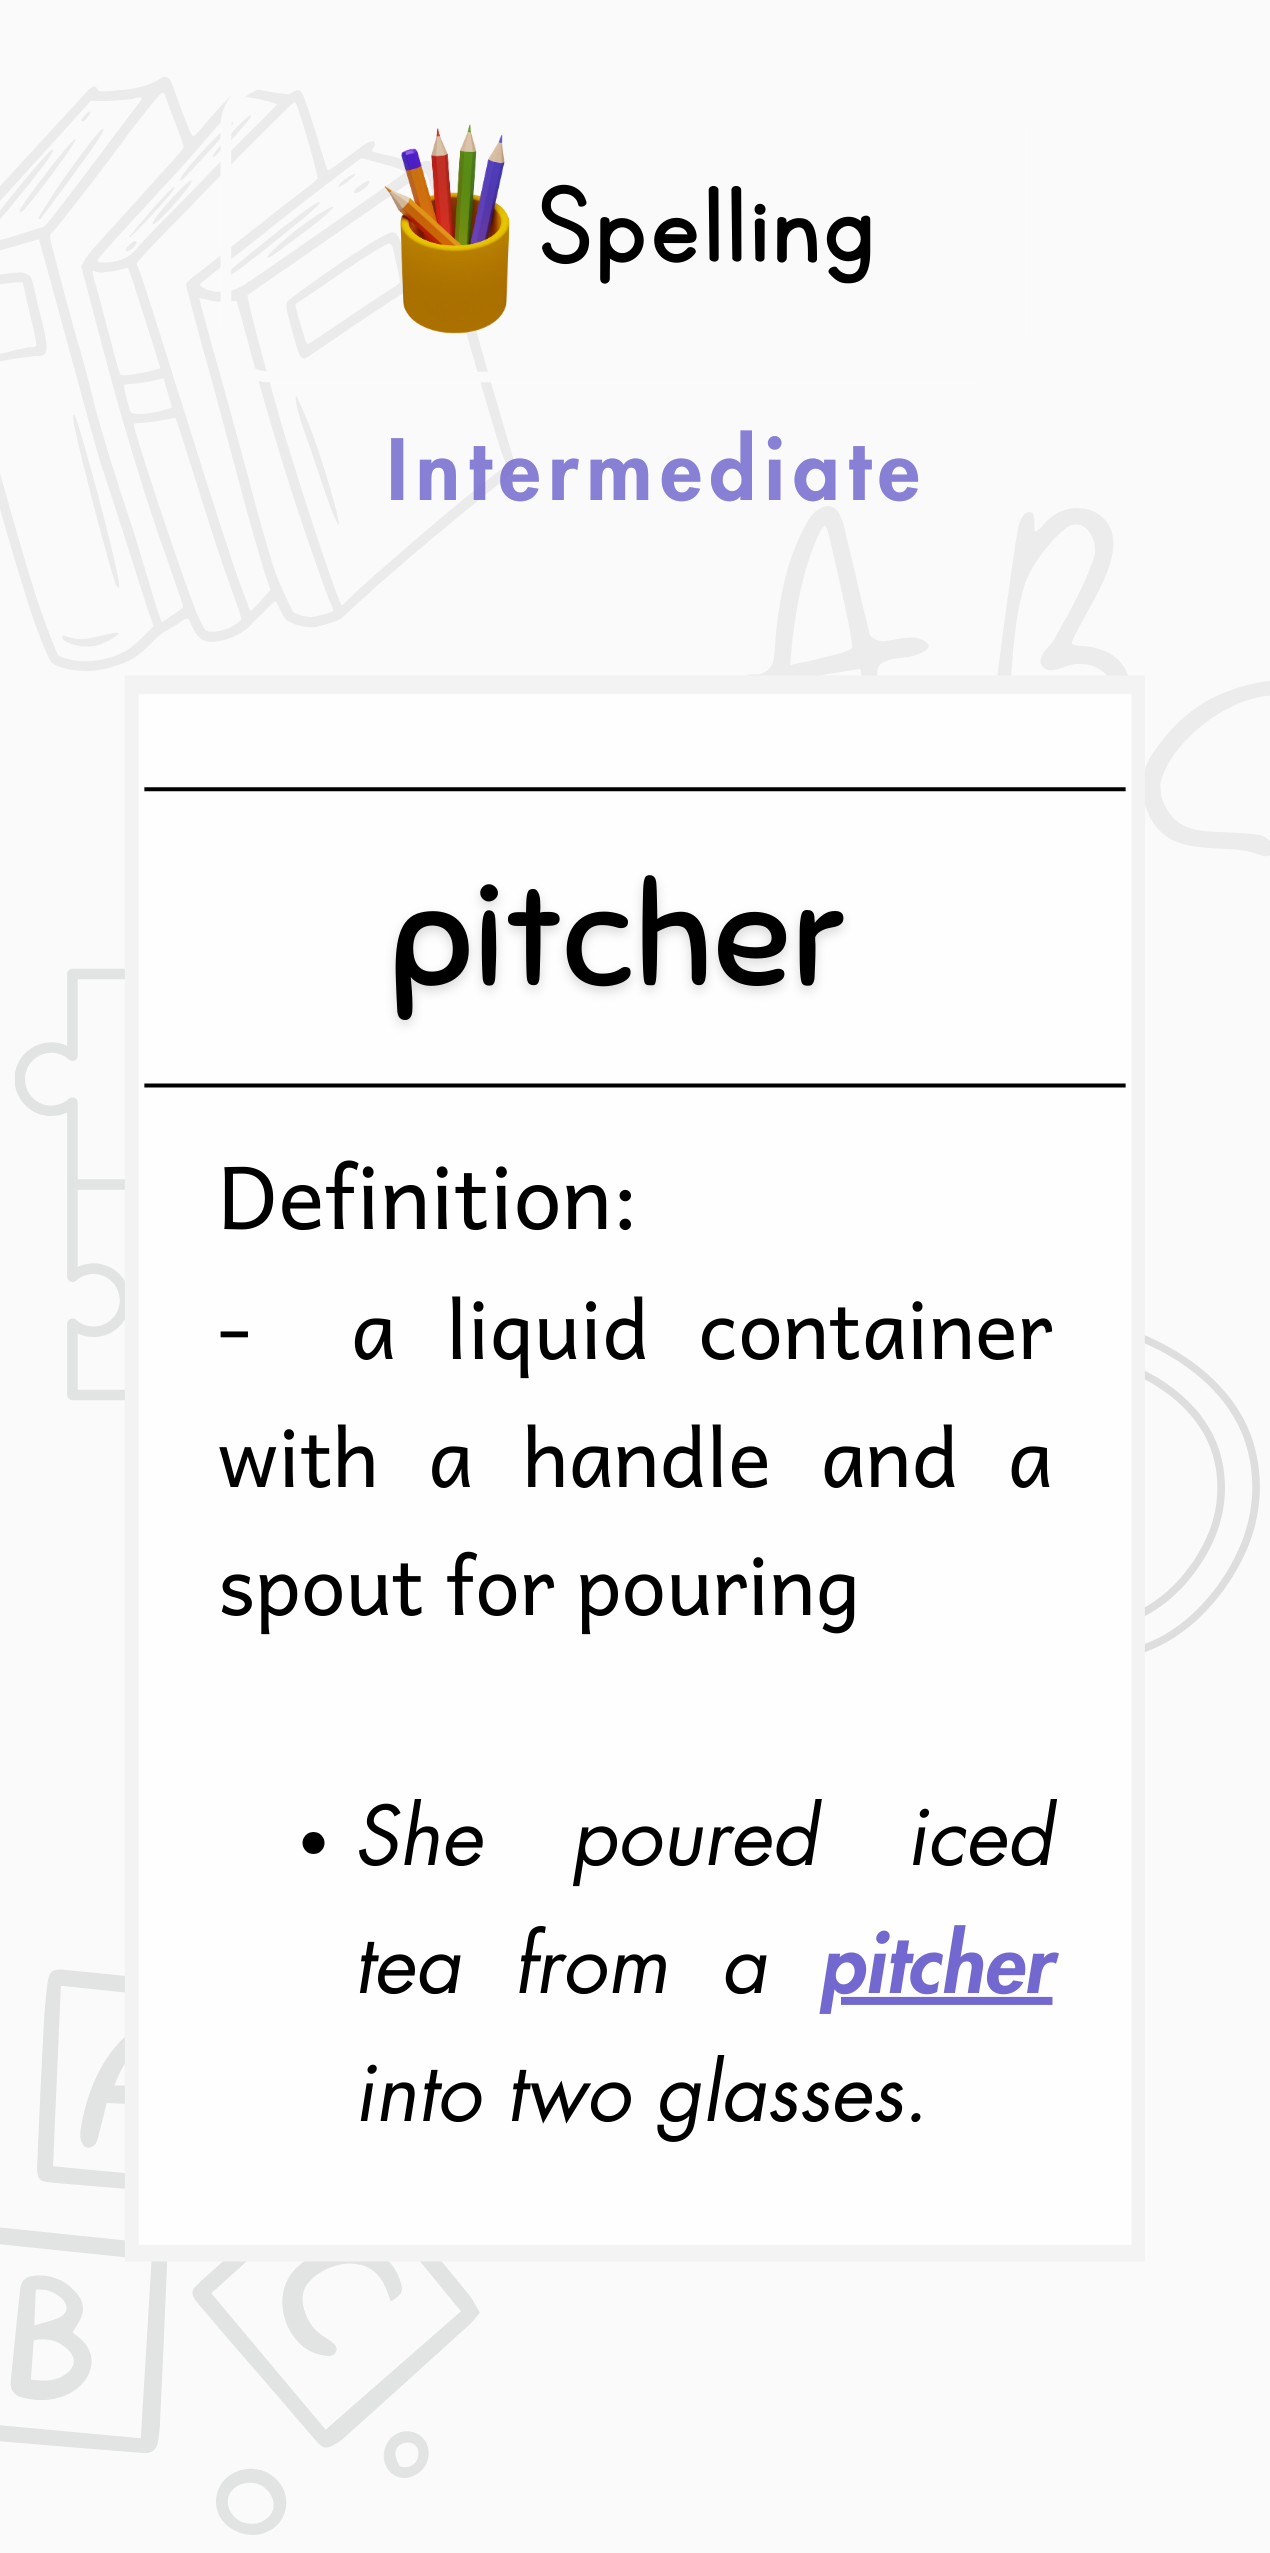 Spelling
Intermediate
A B C
pitcher
Definition:
- a liquid container
with a handle and a
spout for pouring
• She poured iced
tea from a pitcher
into two glasses.
A
B C